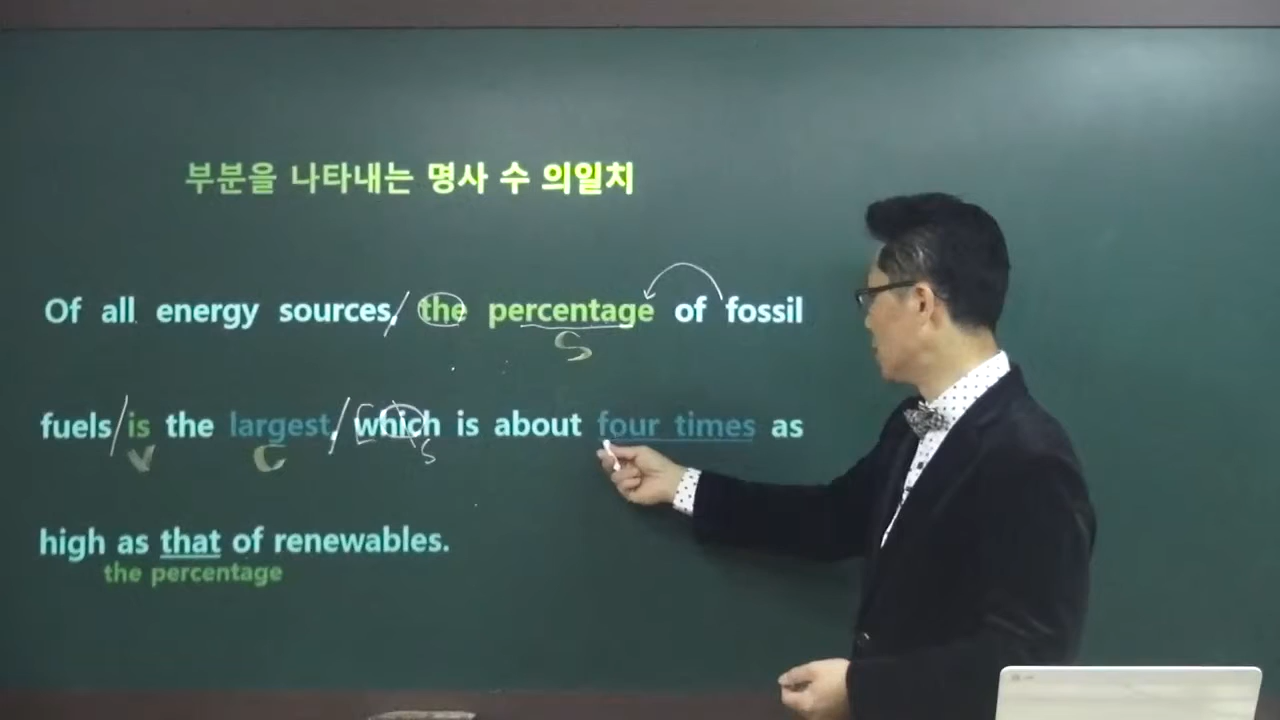 부분을 나타내는 명사 수 의일치
Of all energy sources, the percentage of fossil
S
fuels is the largest, which is about four times as
V C S
high as that of renewables.
the percentage